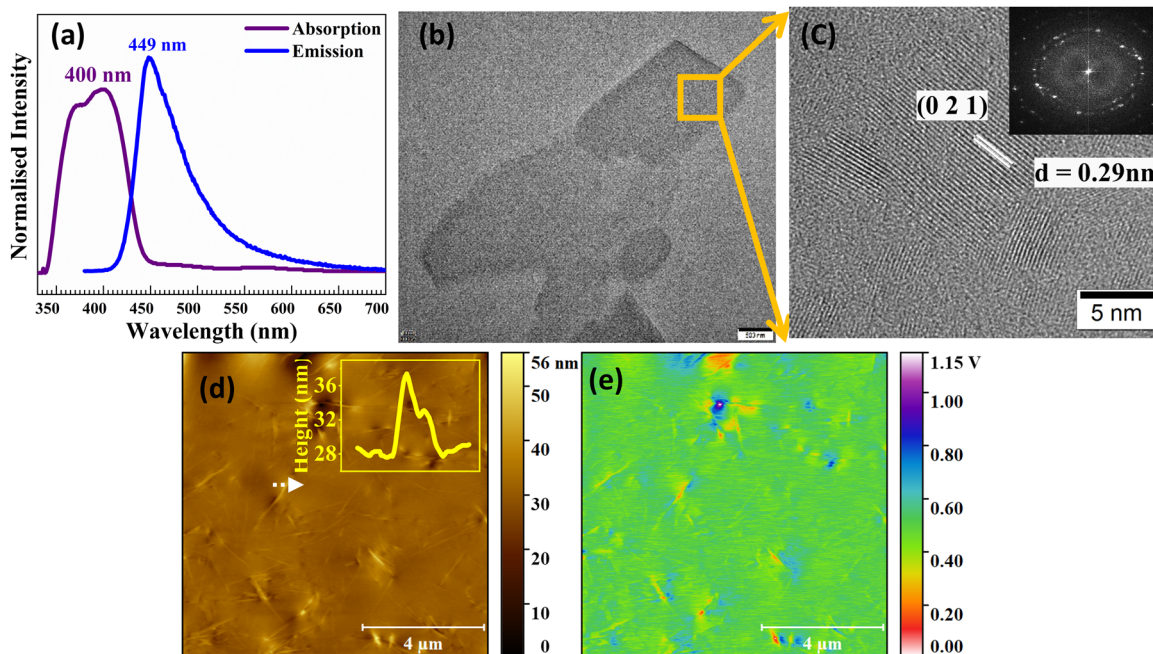 (a)
Absorption
Emission
449 nm
400 nm
Normalised Intensity
350 400 450 500 550 600 650 700
Wavelength (nm)
(b)
(C)
(0 2 1)
d = 0.29nm
5 nm
(d)
Height (nm)
36
32
28
4 µm
56 nm
50
40
30
20
10
0
(e)
4 µm
1.15 V
1.00
0.80
0.60
0.40
0.20
0.00